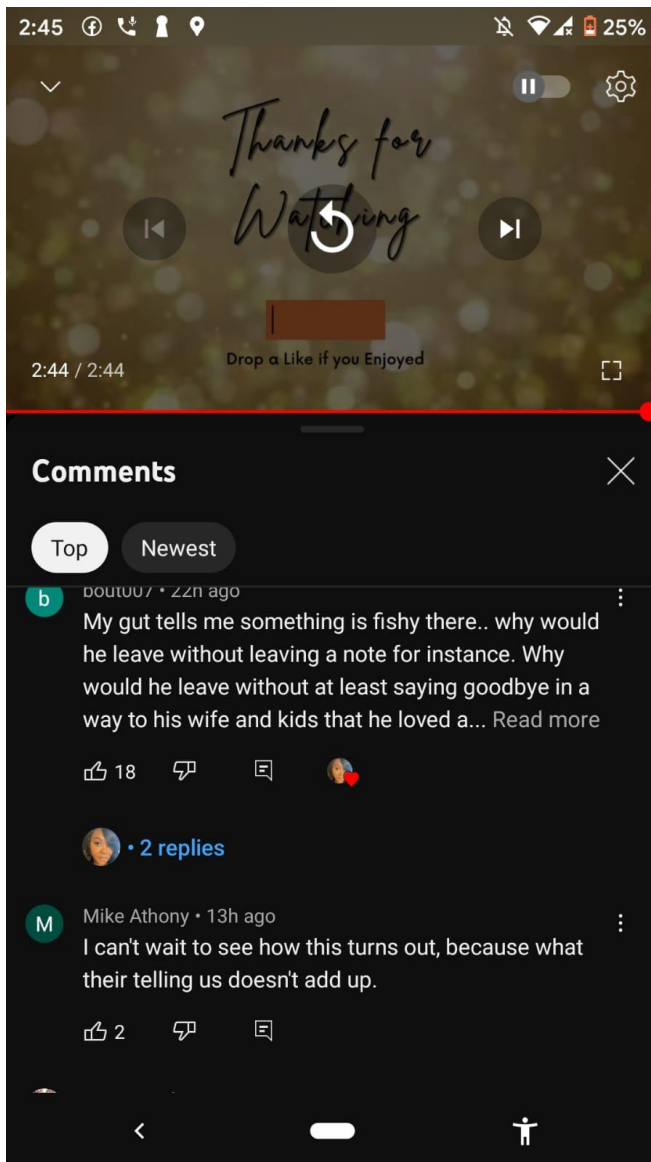 2:45 25%
Thanks for
Watching
Drop a Like if you Enjoyed
2:44 / 2:44
Comments
Top Newest
b bout007 • 22h ago
My gut tells me something is fishy there.. why would
he leave without leaving a note for instance. Why
would he leave without at least saying goodbye in a
way to his wife and kids that he loved a... Read more
18
• 2 replies
M Mike Athony • 13h ago
I can't wait to see how this turns out, because what
their telling us doesn't add up.
2